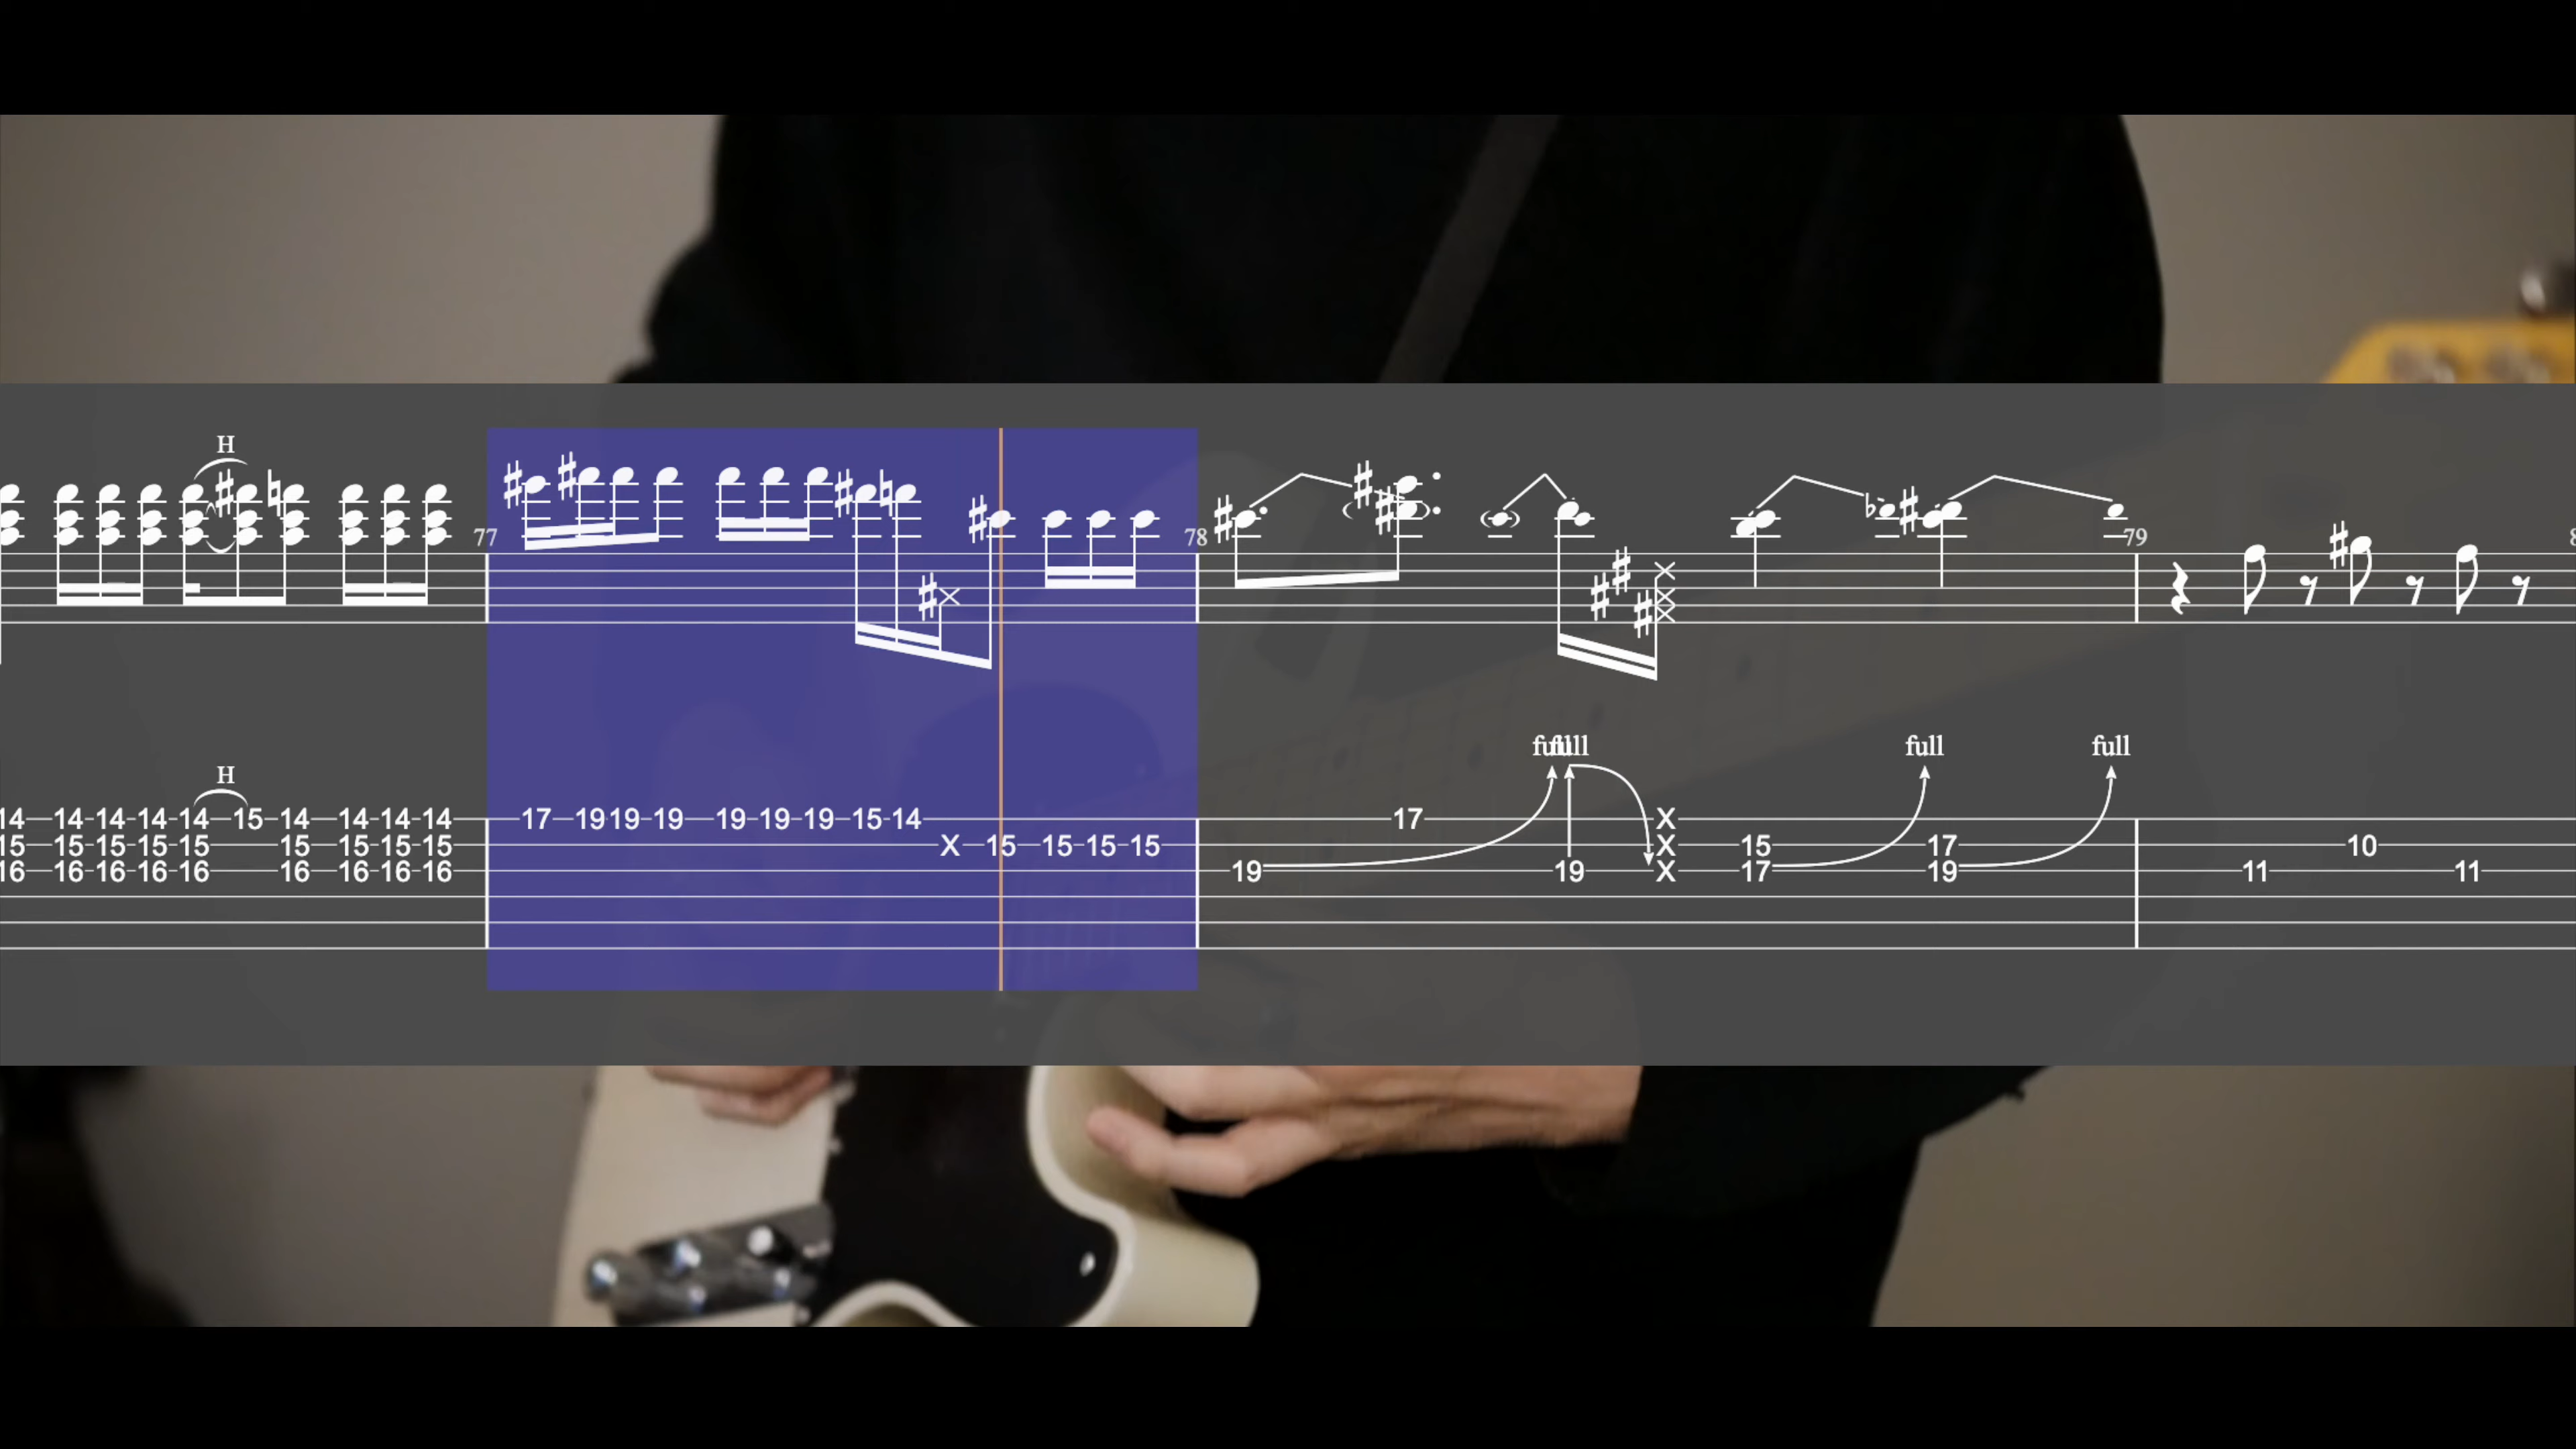 H
77 78 79
H full full full full
14 14 14 14 14 15 14 14 14 14 17 19 19 19 19 19 19 15 14 17 X
15 15 15 15 15 15 15 15 15 X 15 15 15 15 X 15 17 10
16 16 16 16 16 16 16 16 16 19 19 X 17 19 11 11